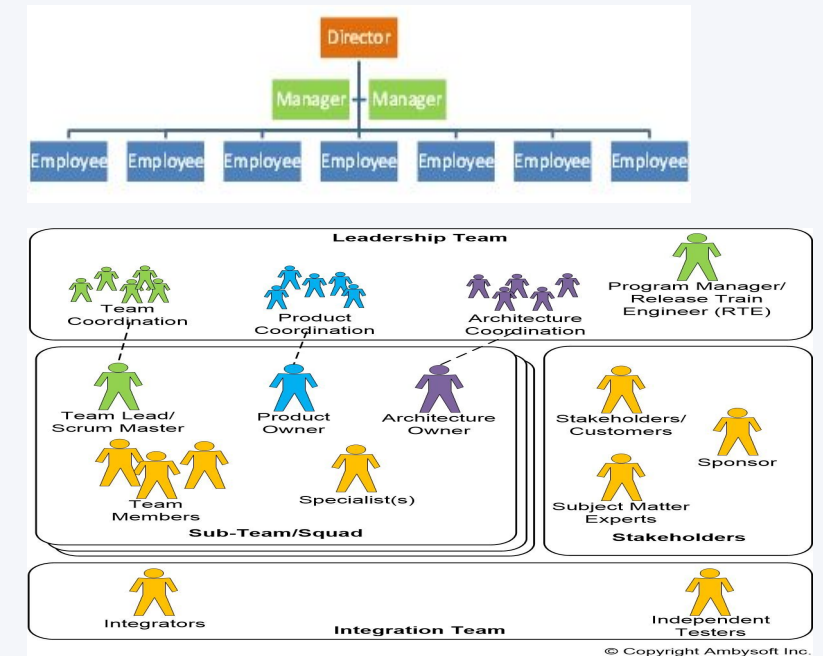 Director
Manager Manager
Employee Employee Employee Employee Employee Employee Employee
Leadership Team
Team
Coordination
Product
Coordination
Architecture
Coordination
Program Manager/
Release Train
Engineer (RTE)
Team Lead/
Scrum Master
Product
Owner
Architecture
Owner
Team
Members
Specialist(s)
Sub-Team/Squad
Stakeholders/
Customers
Sponsor
Subject Matter
Experts
Stakeholders
Integrators
Independent
Testers
Integration Team
© Copyright Ambysoft Inc.